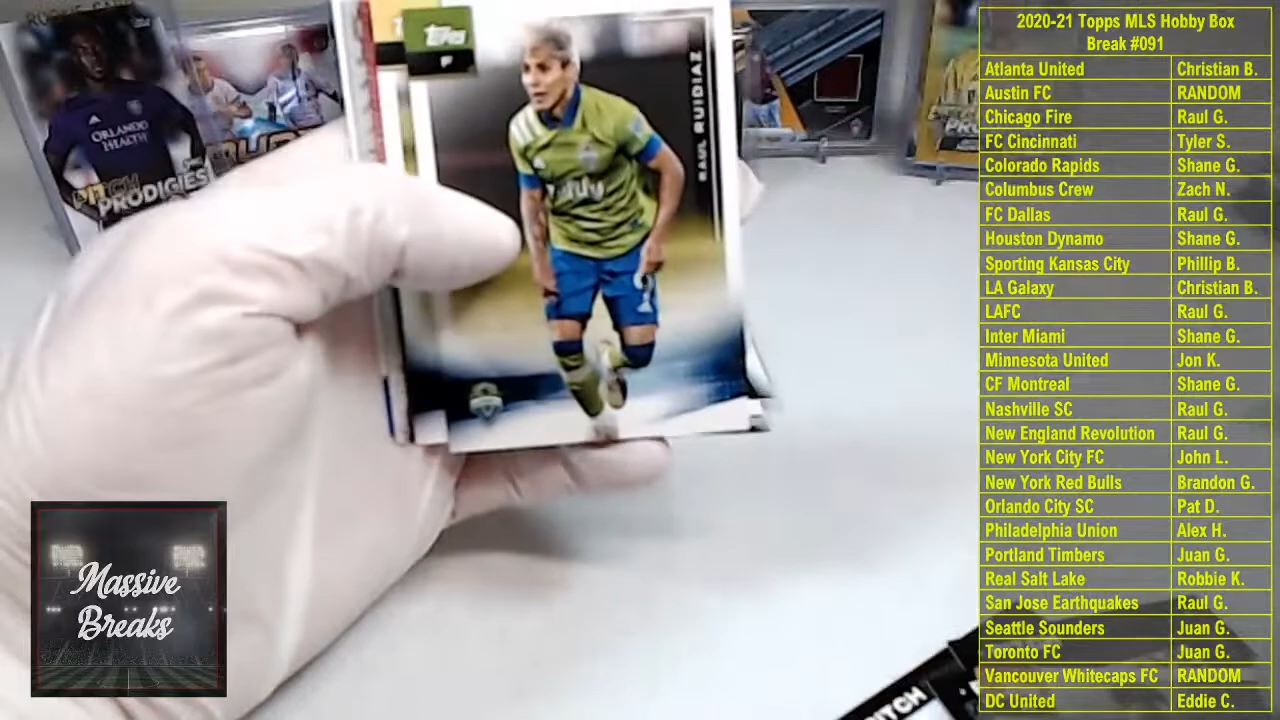 topps
F
RAUL RUIDIAZ
ORLANDO
HEALTH
PITCH
PRODIGIES
PITCH
Massive
Breaks
2020-21 Topps MLS Hobby Box
Break #091
Atlanta United Christian B.
Austin FC RANDOM
Chicago Fire Raul G.
FC Cincinnati Tyler S.
Colorado Rapids Shane G.
Columbus Crew Zach N.
FC Dallas Raul G.
Houston Dynamo Shane G.
Sporting Kansas City Phillip B.
LA Galaxy Christian B.
LAFC Raul G.
Inter Miami Shane G.
Minnesota United Jon K.
CF Montreal Shane G.
Nashville SC Raul G.
New England Revolution Raul G.
New York City FC John L.
New York Red Bulls Brandon G.
Orlando City SC Pat D.
Philadelphia Union Alex H.
Portland Timbers Juan G.
Real Salt Lake Robbie K.
San Jose Earthquakes Raul G.
Seattle Sounders Juan G.
Toronto FC Juan G.
Vancouver Whitecaps FC RANDOM
DC United Eddie C.